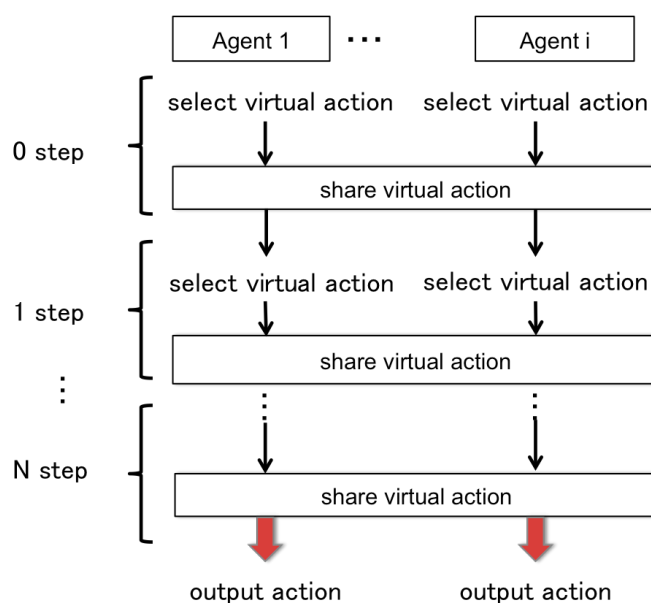 Agent 1 ... Agent i
select virtual action select virtual action
0 step
share virtual action
select virtual action select virtual action
1 step
share virtual action
⋮
N step
share virtual action
output action output action